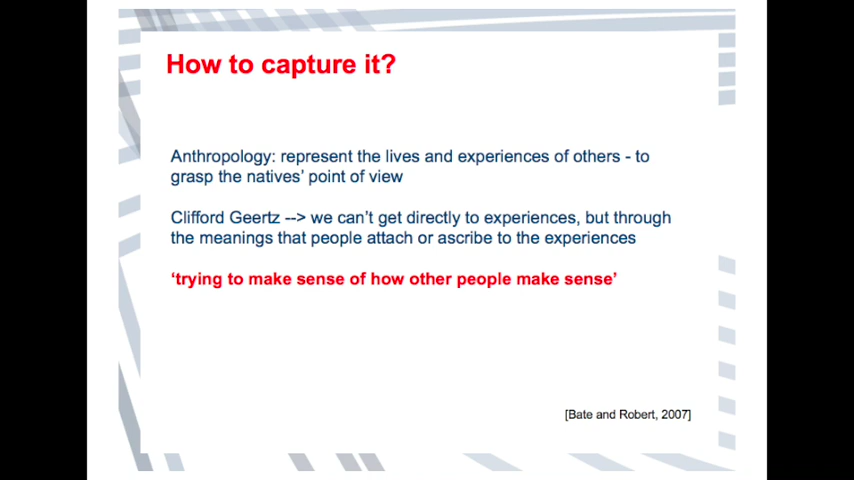 How to capture it?
Anthropology: represent the lives and experiences of others - to
grasp the natives' point of view
Clifford Geertz --> we can't get directly to experiences, but through
the meanings that people attach or ascribe to the experiences
‘trying to make sense of how other people make sense’
[Bate and Robert, 2007]